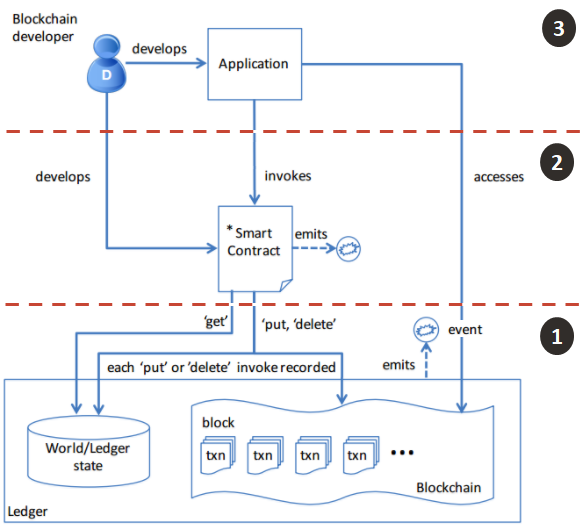 Blockchain
developer
3
develops
D
Application
2
develops
invokes
accesses
* Smart
Contract
emits
1
'get'
'put, 'delete'
event
each 'put' or 'delete' invoke recorded
emits
World/Ledger
state
block
txn txn txn txn •••
Blockchain
Ledger